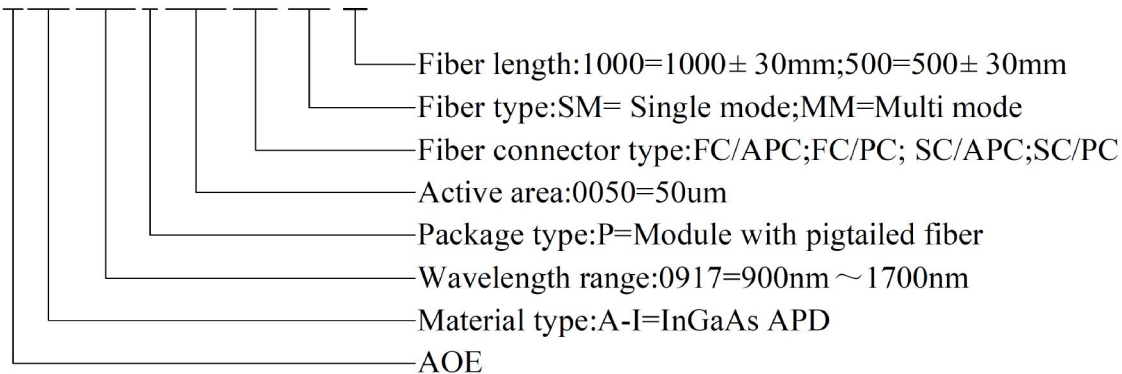 Fiber length:1000=1000± 30mm;500=500± 30mm
Fiber type:SM= Single mode;MM=Multi mode
Fiber connector type:FC/APC;FC/PC; SC/APC;SC/PC
Active area:0050=50um
Package type:P=Module with pigtailed fiber
Wavelength range:0917=900nm～1700nm
Material type:A-I=InGaAs APD
AOE